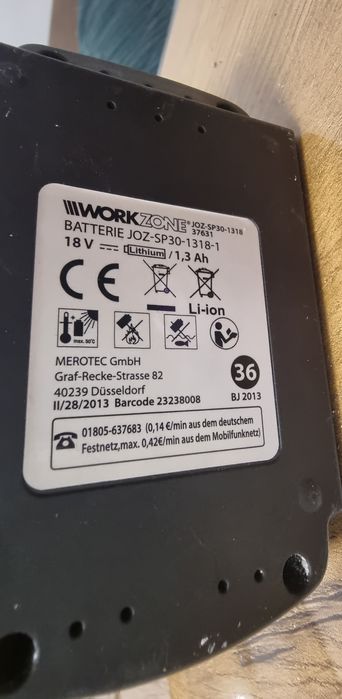 WORKZONE® JOZ-SP30-1318
37631
BATTERIE JOZ-SP30-1318-1
18 V Lithium / 1,3 Ah
CE
Li-ion
max. 50°C
MEROTEC GmbH
Graf-Recke-Strasse 82
40239 Düsseldorf
II/28/2013 Barcode 23238008
36
BJ 2013
01805-637683 (0,14 €/min aus dem deutschem
Festnetz,max. 0,42€/min aus dem Mobilfunknetz)